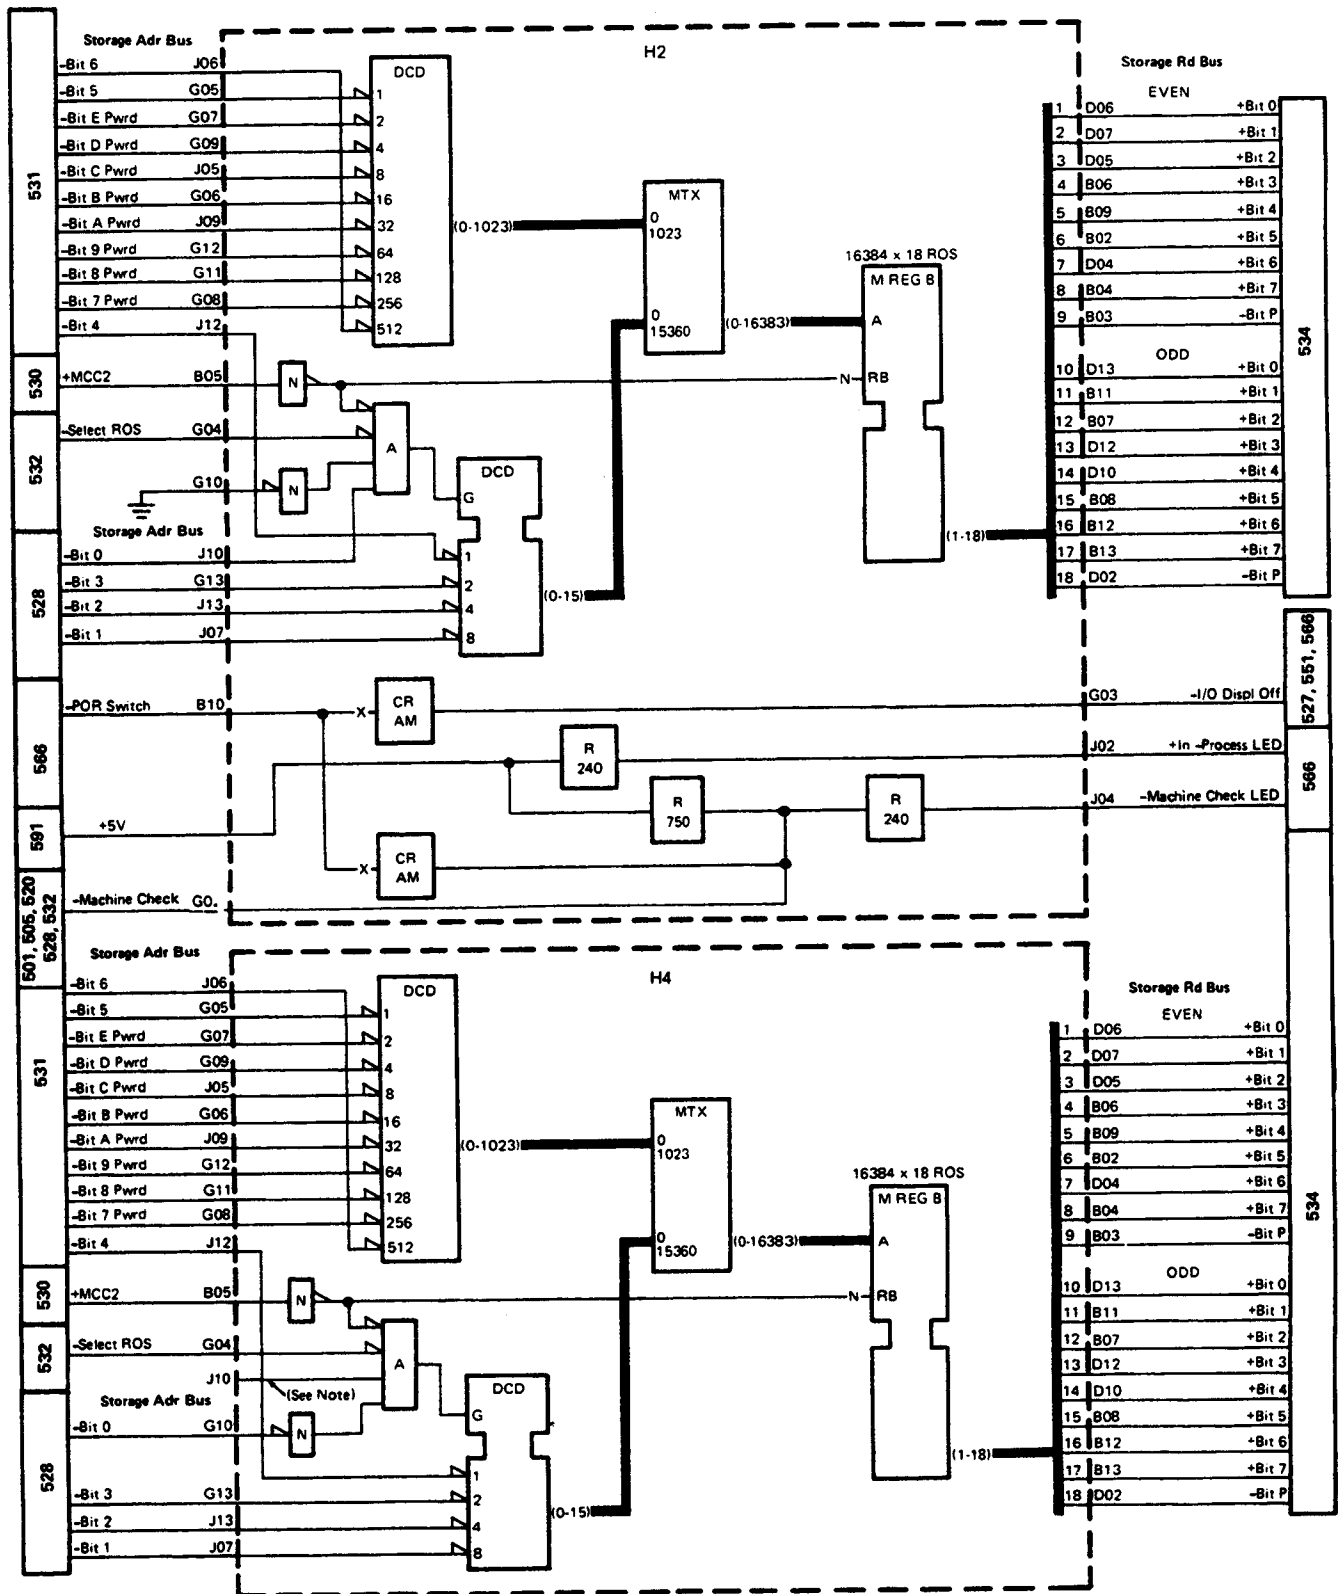 Storage Adr Bus
H2
531
-Bit 6 J06
-Bit 5 G05
-Bit E Pwrd G07
-Bit D Pwrd G09
-Bit C Pwrd J05
-Bit B Pwrd G06
-Bit A Pwrd J09
-Bit 9 Pwrd G12
-Bit 8 Pwrd G11
-Bit 7 Pwrd G08
-Bit 4 J12
DCD
1
2
4
8
16
32
64
128
256
512
(0-1023)
MTX
0
1023
0
15360
(0-16383)
16384 x 18 ROS
M REG B
A
N RB
(1-18)
530
+MCC2 B05
N
532
-Select ROS G04
A
G10
N
Storage Adr Bus
528
-Bit 0 J10
-Bit 3 G13
-Bit 2 J13
-Bit 1 J07
DCD
G
1
2
4
8
(0-15)
Storage Rd Bus
EVEN
1 D06 +Bit 0
2 D07 +Bit 1
3 D05 +Bit 2
4 B06 +Bit 3
5 B09 +Bit 4
6 B02 +Bit 5
7 D04 +Bit 6
8 B04 +Bit 7
9 B03 -Bit P
ODD
10 D13 +Bit 0
11 B11 +Bit 1
12 B07 +Bit 2
13 D12 +Bit 3
14 D10 +Bit 4
15 B08 +Bit 5
16 B12 +Bit 6
17 B13 +Bit 7
18 D02 -Bit P
534
566
-POR Switch B10
X CR AM
G03 -I/O Displ Off
527, 551, 566
R
240
J02 +In -Process LED
566
R
750
R
240
J04 -Machine Check LED
591
+5V
X CR AM
501, 505, 520
528, 532
-Machine Check
Storage Adr Bus
H4
531
-Bit 6 J06
-Bit 5 G05
-Bit E Pwrd G07
-Bit D Pwrd G09
-Bit C Pwrd J05
-Bit B Pwrd G06
-Bit A Pwrd J09
-Bit 9 Pwrd G12
-Bit 8 Pwrd G11
-Bit 7 Pwrd G08
-Bit 4 J12
DCD
1
2
4
8
16
32
64
128
256
512
(0-1023)
MTX
0
1023
0
15360
(0-16383)
16384 x 18 ROS
M REG B
A
N RB
(1-18)
530
+MCC2 B05
N
532
-Select ROS G04
A
J10
(See Note)
Storage Adr Bus
528
-Bit 0 G10
N
-Bit 3 G13
-Bit 2 J13
-Bit 1 J07
DCD
G
1
2
4
8
(0-15)
Storage Rd Bus
EVEN
1 D06 +Bit 0
2 D07 +Bit 1
3 D05 +Bit 2
4 B06 +Bit 3
5 B09 +Bit 4
6 B02 +Bit 5
7 D04 +Bit 6
8 B04 +Bit 7
9 B03 -Bit P
ODD
10 D13 +Bit 0
11 B11 +Bit 1
12 B07 +Bit 2
13 D12 +Bit 3
14 D10 +Bit 4
15 B08 +Bit 5
16 B12 +Bit 6
17 B13 +Bit 7
18 D02 -Bit P
534